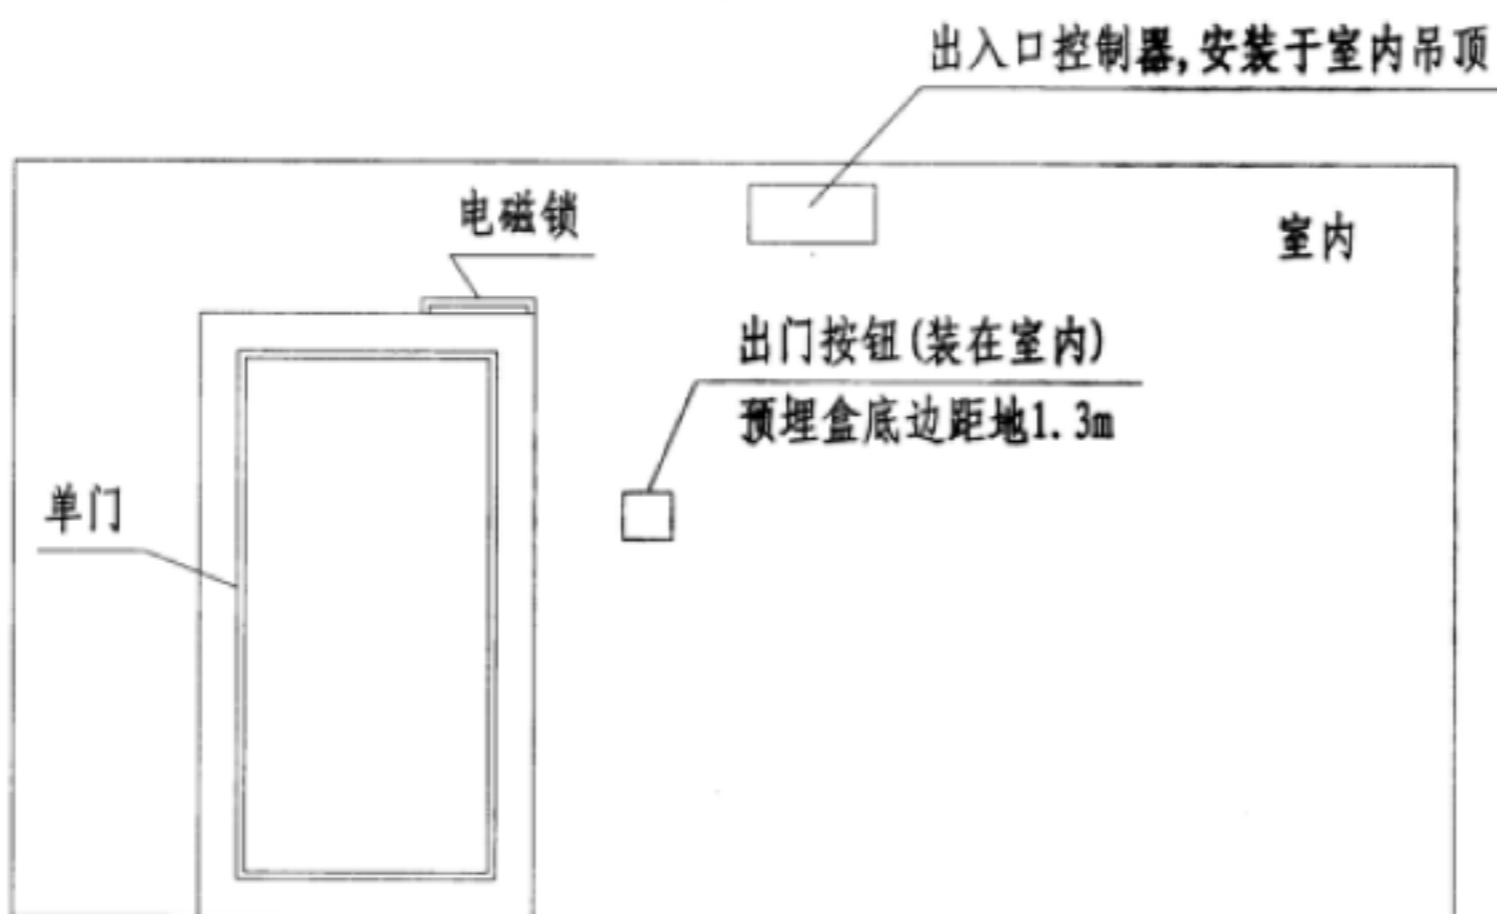 出入口控制器,安装于室内吊顶
电磁锁
室内
出门按钮(装在室内)
预埋盒底边距地1.3m
单门